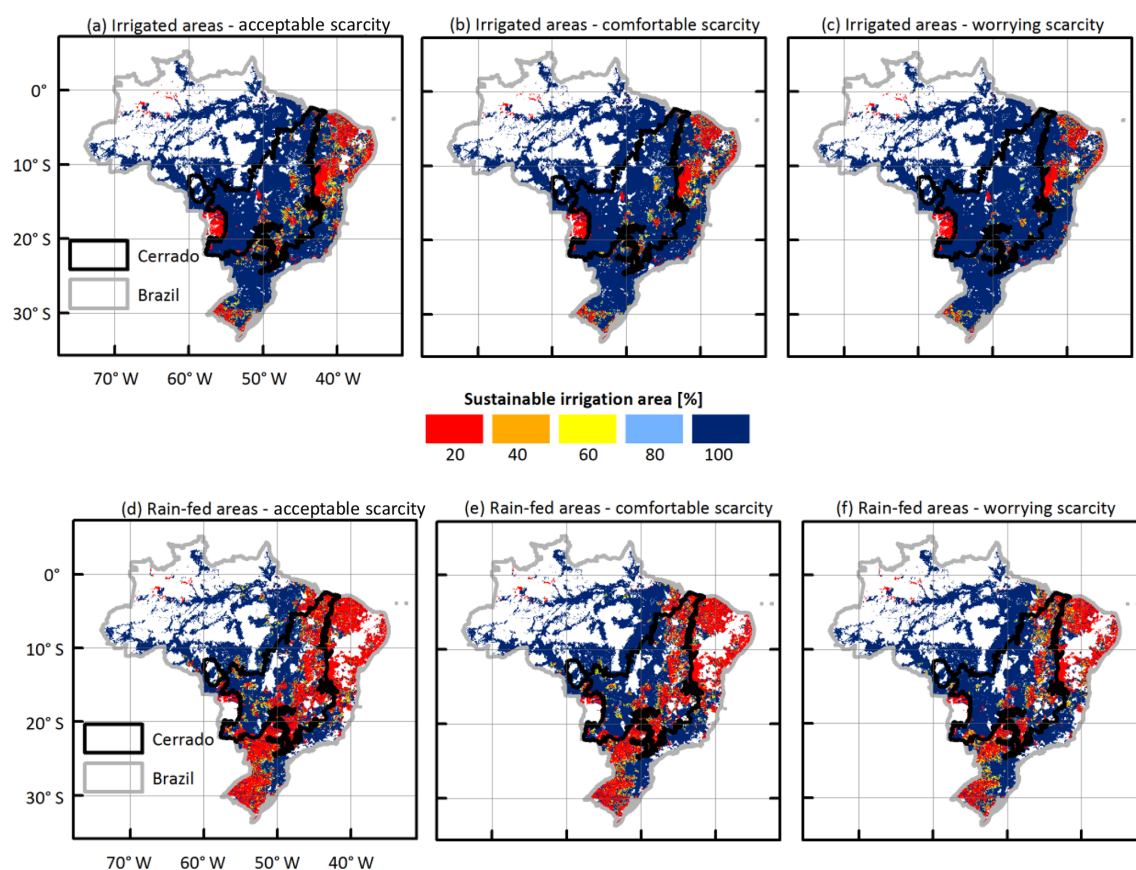 (a) Irrigated areas - acceptable scarcity
(b) Irrigated areas - comfortable scarcity
(c) Irrigated areas - worrying scarcity
0°
10° S
20° S
30° S
Cerrado
Brazil
70° W 60° W 50° W 40° W
Sustainable irrigation area [%]
20 40 60 80 100
(d) Rain-fed areas - acceptable scarcity
(e) Rain-fed areas - comfortable scarcity
(f) Rain-fed areas - worrying scarcity
0°
10° S
20° S
30° S
Cerrado
Brazil
70° W 60° W 50° W 40° W